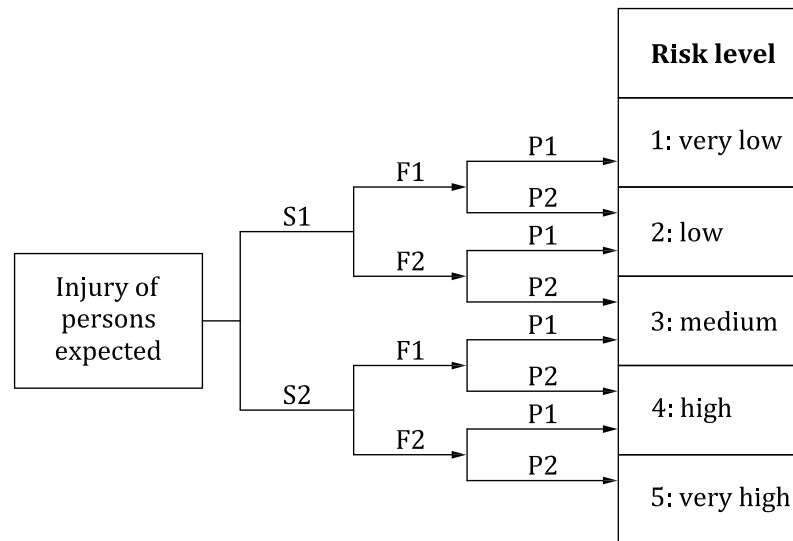 Risk level
1: very low
P1
F1
P2
S1
2: low
P1
F2
P2
Injury of
persons
expected
3: medium
P1
F1
P2
S2
4: high
P1
F2
P2
5: very high